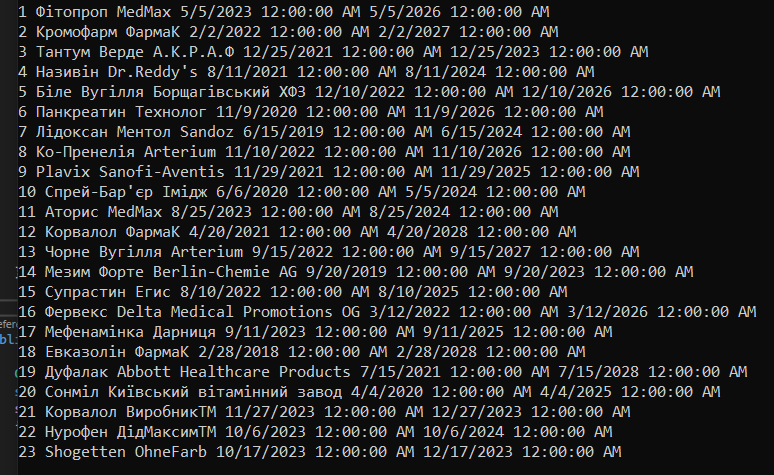 1 Фітопроп MedMax 5/5/2023 12:00:00 AM 5/5/2026 12:00:00 AM
2 Кромофарм ФармаК 2/2/2022 12:00:00 AM 2/2/2027 12:00:00 AM
3 Тантум Верде A.K.P.A.Ф 12/25/2021 12:00:00 AM 12/25/2023 12:00:00 AM
4 Називін Dr.Reddy's 8/11/2021 12:00:00 AM 8/11/2024 12:00:00 AM
5 Біле Вугілля Борщагівський ХФЗ 12/10/2022 12:00:00 AM 12/10/2026 12:00:00 AM
6 Панкреатин Технолог 11/9/2020 12:00:00 AM 11/9/2026 12:00:00 AM
7 Лідоксан Ментол Sandoz 6/15/2019 12:00:00 AM 6/15/2024 12:00:00 AM
8 Ко-Пренелія Arterium 11/10/2022 12:00:00 AM 11/10/2026 12:00:00 AM
9 Plavix Sanofi-Aventis 11/29/2021 12:00:00 AM 11/29/2025 12:00:00 AM
10 Спрей-Бар'єр Імідж 6/6/2020 12:00:00 AM 5/5/2024 12:00:00 AM
11 Аторис MedMax 8/25/2023 12:00:00 AM 8/25/2024 12:00:00 AM
12 Корвалол ФармаК 4/20/2021 12:00:00 AM 4/20/2028 12:00:00 AM
13 Чорне Вугілля Arterium 9/15/2022 12:00:00 AM 9/15/2027 12:00:00 AM
14 Мезим Форте Berlin-Chemie AG 9/20/2019 12:00:00 AM 9/20/2023 12:00:00 AM
15 Супрастин Егис 8/10/2022 12:00:00 AM 8/10/2025 12:00:00 AM
16 Фервекс Delta Medical Promotions OG 3/12/2022 12:00:00 AM 3/12/2026 12:00:00 AM
17 Мефенамінка Дарниця 9/11/2023 12:00:00 AM 9/11/2025 12:00:00 AM
18 Евказолін ФармаК 2/28/2018 12:00:00 AM 2/28/2028 12:00:00 AM
19 Дуфалак Abbott Healthcare Products 7/15/2021 12:00:00 AM 7/15/2028 12:00:00 AM
20 Сонміл Київський вітамінний завод 4/4/2020 12:00:00 AM 4/4/2025 12:00:00 AM
21 Корвалол ВиробникТМ 11/27/2023 12:00:00 AM 12/27/2023 12:00:00 AM
22 Нурофен ДідМаксимТМ 10/6/2023 12:00:00 AM 10/6/2024 12:00:00 AM
23 Shogetten OhneFarb 10/17/2023 12:00:00 AM 12/17/2023 12:00:00 AM